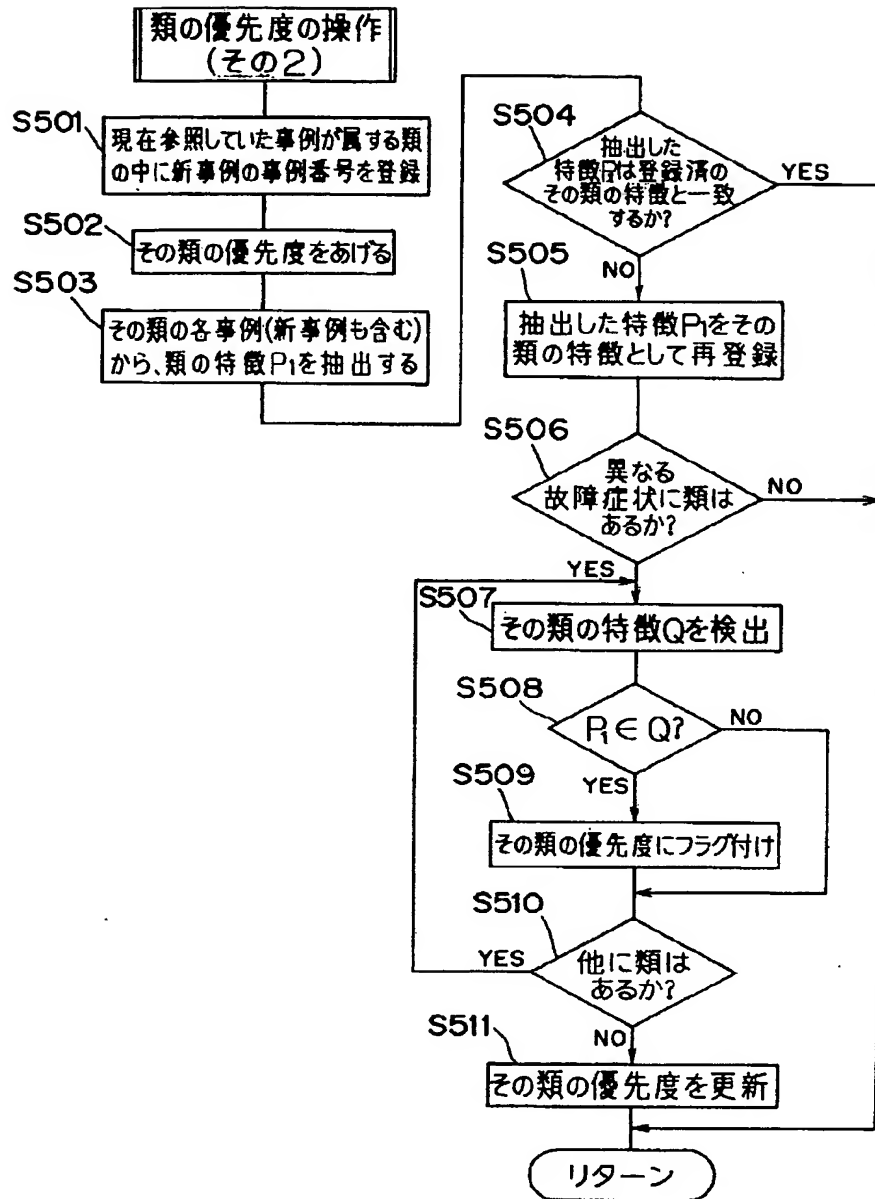 類の優先度の操作
(その2)
S501
現在参照していた事例が属する類
の中に新事例の事例番号を登録
S502
その類の優先度をあげる
S503
その類の各事例(新事例も含む)
から、類の特徴P₁を抽出する
S504
抽出した
特徴P₁は登録済の
その類の特徴と一致
するか?
YES
NO
S505
抽出した特徴P₁をその
類の特徴として再登録
S506
異なる
故障症状に類は
あるか?
NO
YES
S507
その類の特徴Qを検出
S508
P₁∈Q?
NO
YES
S509
その類の優先度にフラグ付け
S510
他に類は
あるか?
YES
NO
S511
その類の優先度を更新
リターン